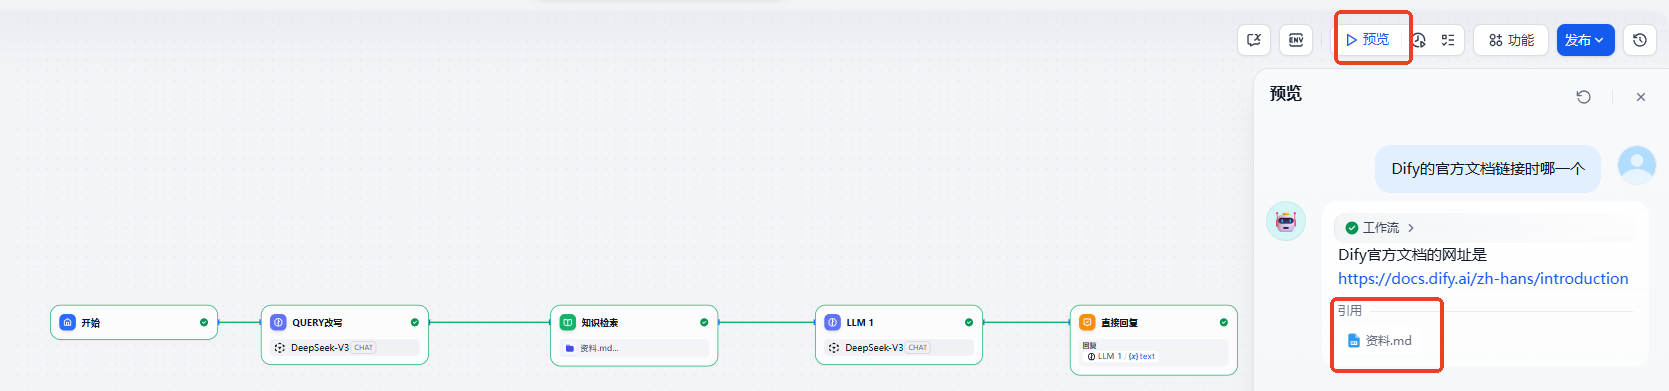 ENV
预览
功能
发布
预览
Dify的官方文档链接时哪一个
工作流
Dify官方文档的网址是
https://docs.dify.ai/zh-hans/introduction
引用
资料.md
开始
QUERY改写
DeepSeek-V3 CHAT
知识检索
资料.md...
LLM 1
DeepSeek-V3 CHAT
直接回复
回复
LLM 1 / {x} text